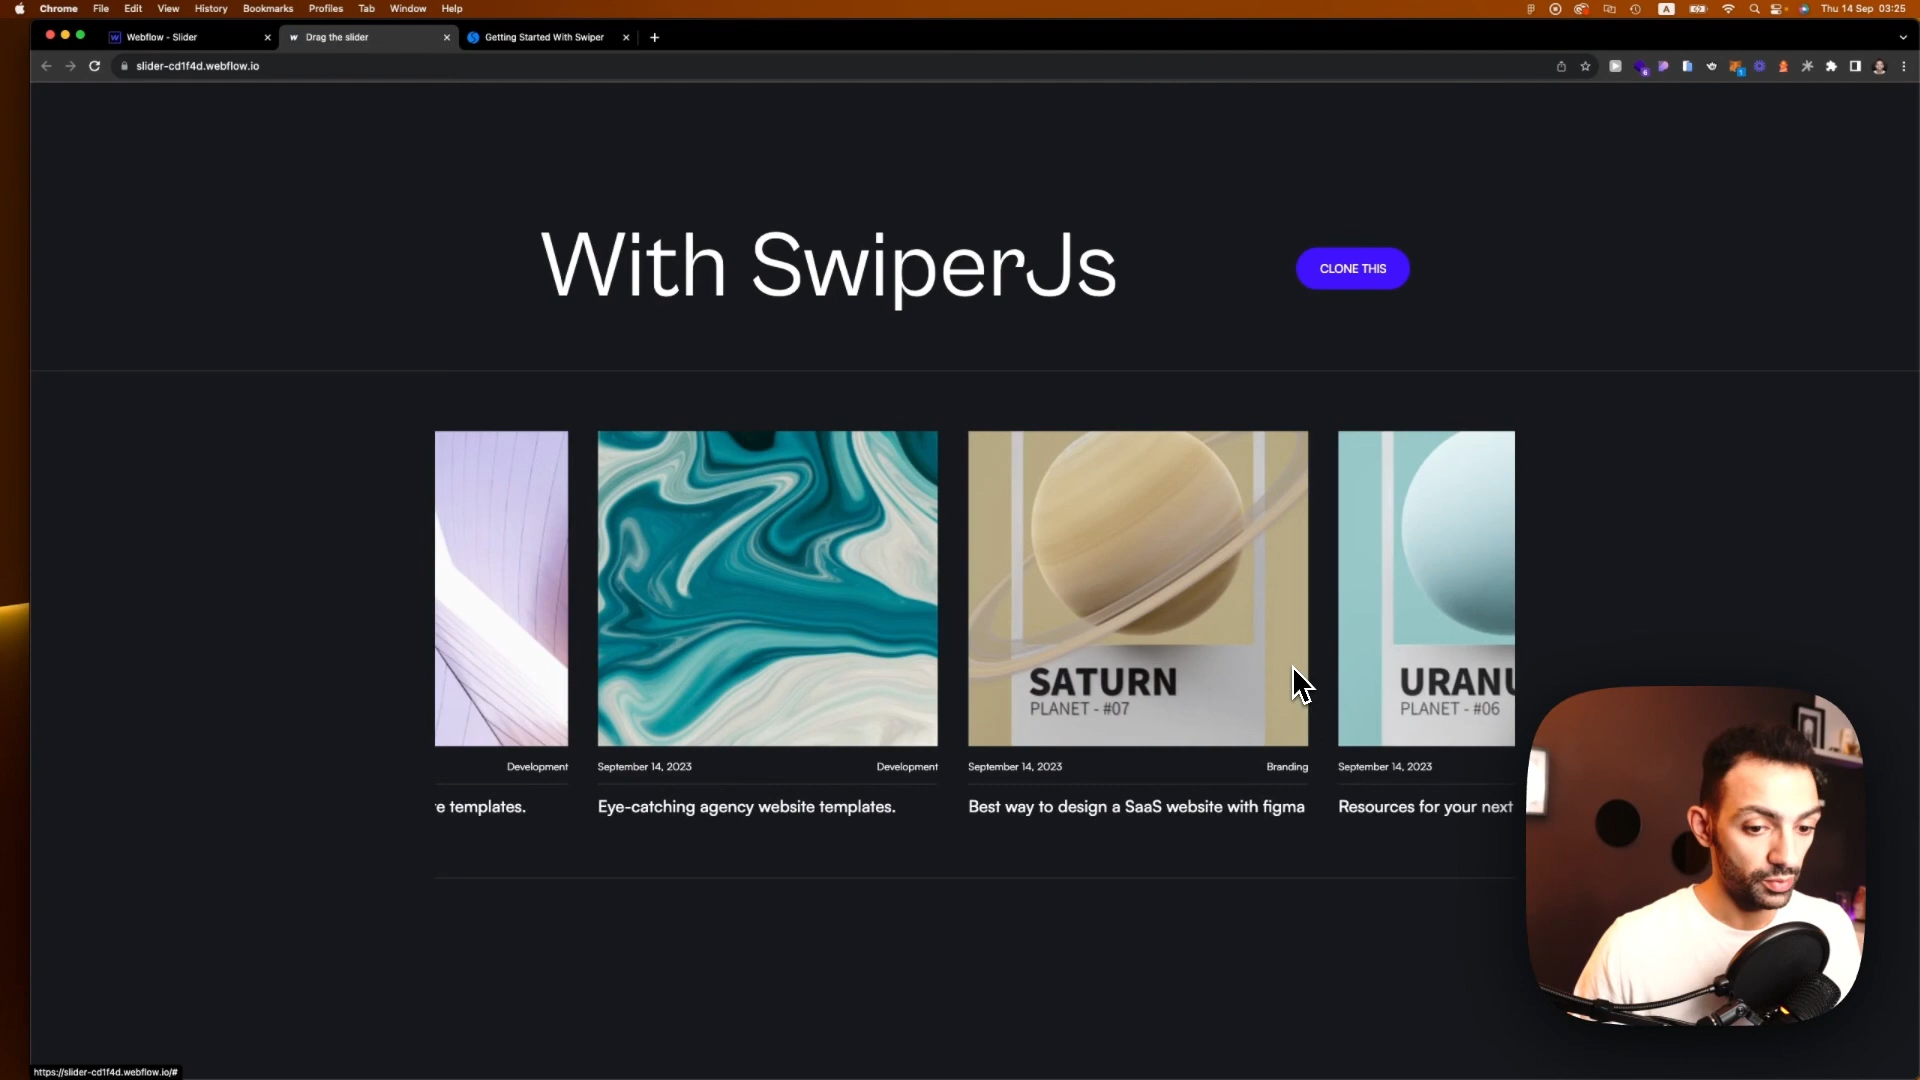 Chrome File Edit View History Bookmarks Profiles Tab Window Help
A
Thu 14 Sep 03:25
Webflow - Slider
Drag the slider
Getting Started With Swiper
slider-cd1f4d.webflow.io
With SwiperJs
CLONE THIS
SATURN
PLANET - #07
URANU
PLANET - #06
Development
September 14, 2023
Development
September 14, 2023
Branding
September 14, 2023
e templates.
Eye-catching agency website templates.
Best way to design a SaaS website with figma
Resources for your next
https://slider-cd1f4d.webflow.io/#